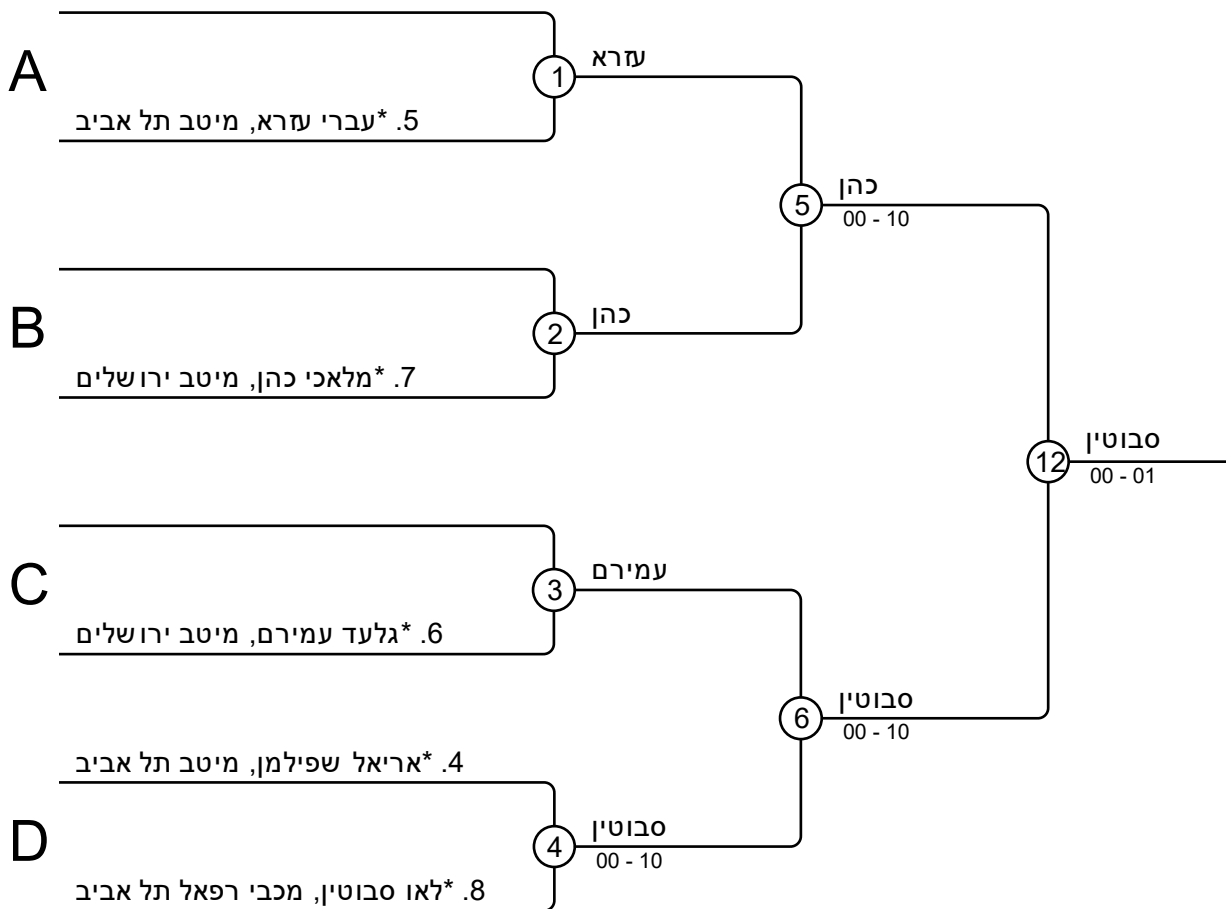 A
1
עזרא
5. *עברי עזרא, מיטב תל אביב
5
כהן
00 - 10
B
2
כהן
7. *מלאכי כהן, מיטב ירושלים
12
סבוטין
00 - 01
C
3
עמירם
6. *גלעד עמירם, מיטב ירושלים
6
סבוטין
00 - 10
4. *אריאל שפילמן, מיטב תל אביב
D
4
סבוטין
00 - 10
8. *לאו סבוטין, מכבי רפאל תל אביב